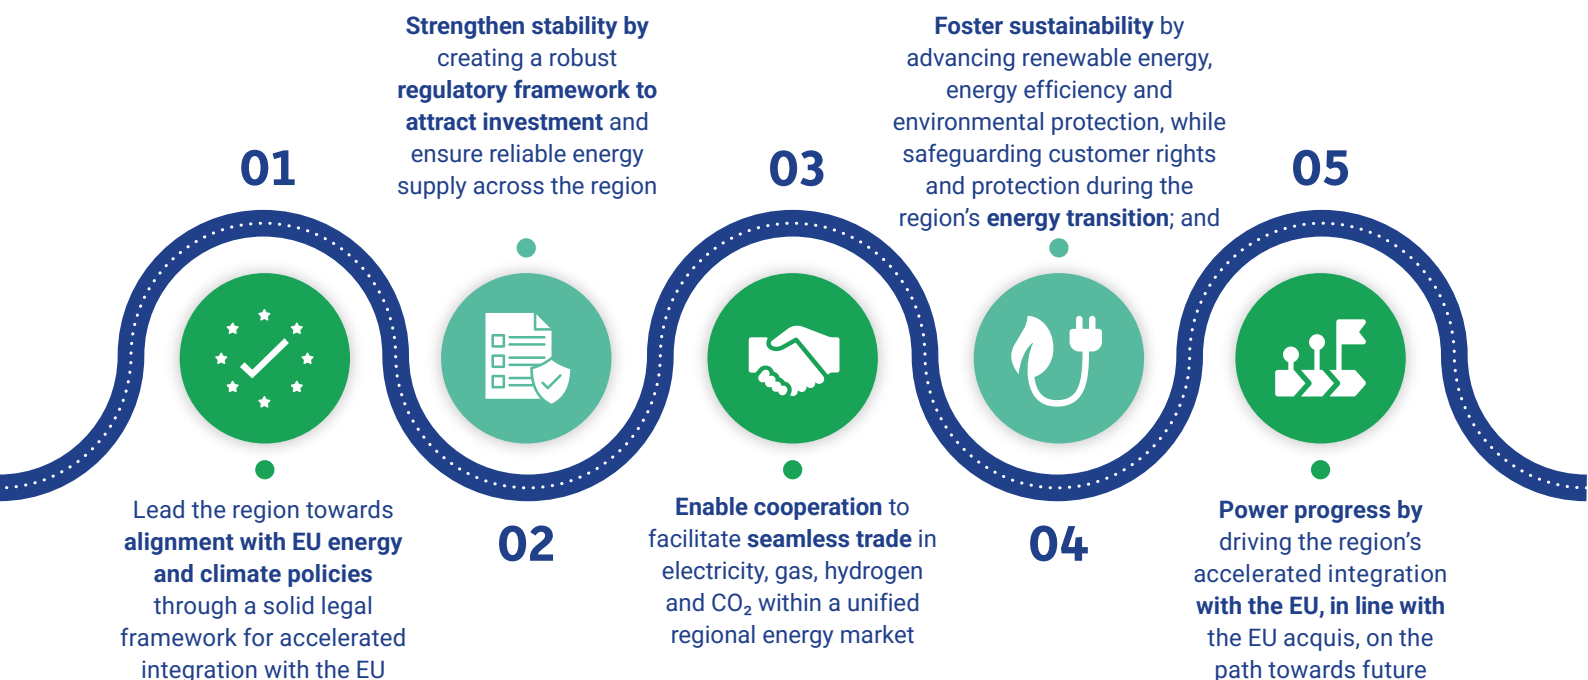 01
Lead the region towards
alignment with EU energy
and climate policies
through a solid legal
framework for accelerated
integration with the EU
Strengthen stability by
creating a robust
regulatory framework to
attract investment and
ensure reliable energy
supply across the region
02
03
Enable cooperation to
facilitate seamless trade in
electricity, gas, hydrogen
and CO₂ within a unified
regional energy market
Foster sustainability by
advancing renewable energy,
energy efficiency and
environmental protection, while
safeguarding customer rights
and protection during the
region’s energy transition; and
04
05
Power progress by
driving the region’s
accelerated integration
with the EU, in line with
the EU acquis, on the
path towards future